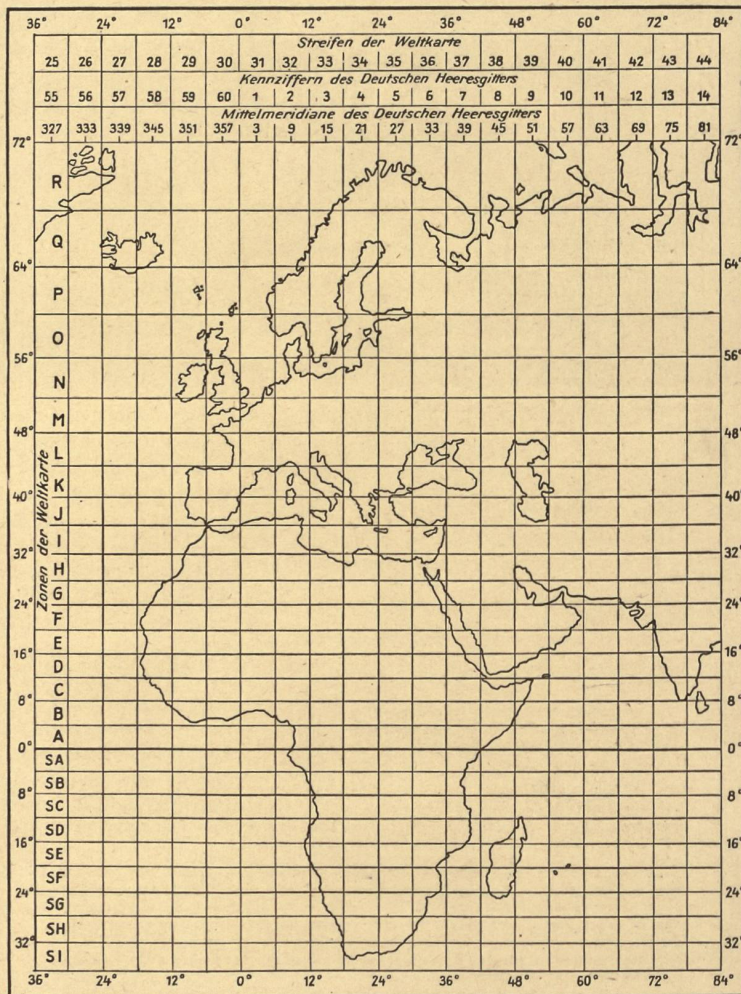 36° 24° 12° 0° 12° 24° 36° 48° 60° 72° 84°
Streifen der Weltkarte
25 26 27 28 29 30 31 32 33 34 35 36 37 38 39 40 41 42 43 44
Kennziffern des Deutschen Heeresgitters
55 56 57 58 59 60 1 2 3 4 5 6 7 8 9 10 11 12 13 14
Mittelmeridiane des Deutschen Heeresgitters
327 333 339 345 351 357 3 9 15 21 27 33 39 45 51 57 63 69 75 81
72° 72°
R
Q
64° 64°
P
O
56° 56°
N
M
48° 48°
L
K
40° 40°
J
I
32° 32°
H
G
24° 24°
F
E
16° 16°
D
C
8° 8°
B
A
0° 0°
SA
SB
8° 8°
SC
SD
16° 16°
SE
SF
24° 24°
SG
SH
32° 32°
SI
Zonen der Weltkarte
36° 24° 12° 0° 12° 24° 36° 48° 60° 72° 84°